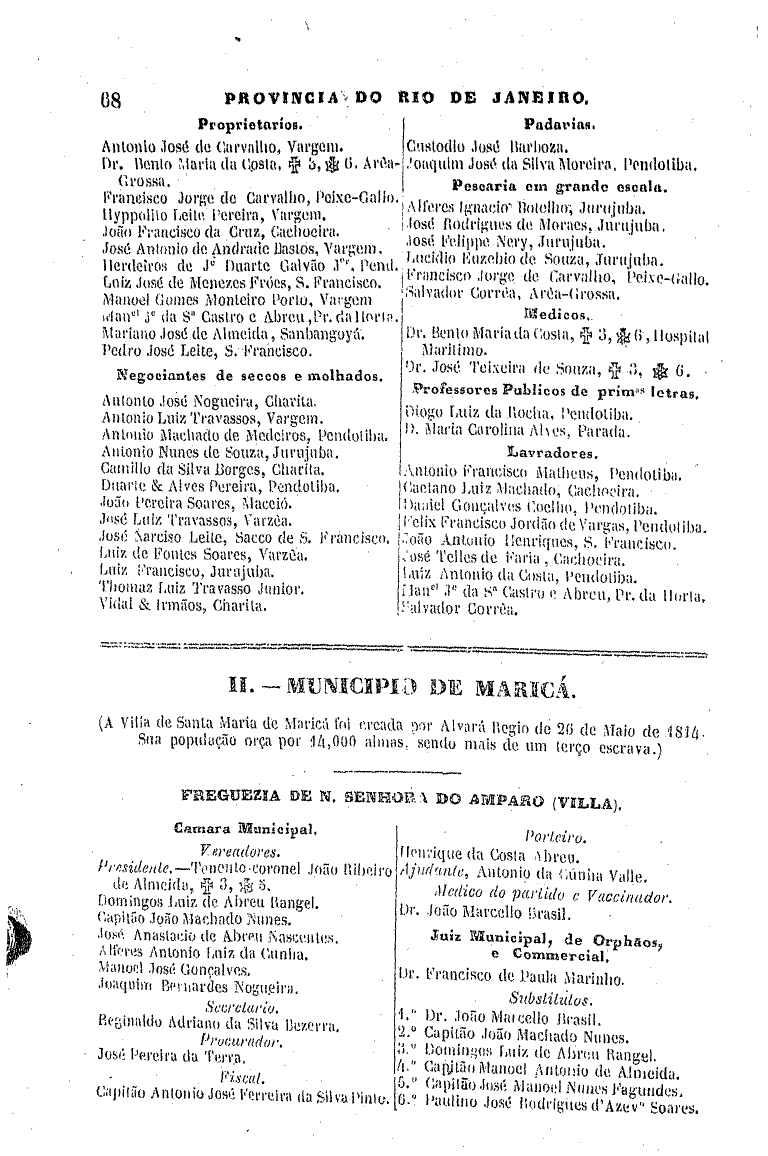 68 PROVINCIA DO RIO DE JANEIRO.
Proprietarios.
Antonio José de Carvalho, Vargem.
Dr. Bento Maria da Costa, ✠ 3, 6. Arêa-
Grossa.
Francisco Jorge de Carvalho, Peixe-Gallo.
Hyppolito Leite Pereira, Vargem.
João Francisco da Cruz, Cachoeira.
José Antonio de Andrade Bastos, Vargem.
Herdeiros de Jᵉ Duarte Galvão Jᵒʳ. Pend.
Luiz José de Menezes Fróes, S. Francisco.
Manoel Gomes Monteiro Porto, Vargem
Manᵉˡ Jᵉ da Sᵃ Castro e Abreu, Pr. da Horta.
Mariano José de Almeida, Sanbangoyá.
Pedro José Leite, S. Francisco.
Negociantes de seccos e molhados.
Antonto José Nogueira, Charita.
Antonio Luiz Travassos, Vargem.
Antonio Machado de Medeiros, Pendotiba.
Antonio Nunes de Souza, Jurujuba.
Camillo da Silva Borges, Charita.
Duarte & Alves Pereira, Pendotiba.
João Pereira Soares, Maceió.
José Luiz Travassos, Varzêa.
José Narciso Leite, Sacco de S. Francisco.
Luiz de Fontes Soares, Varzêa.
Luiz Francisco, Jurujuba.
Thomaz Luiz Travasso Junior.
Vidal & Irmãos, Charita.
Padarias.
Custodio José Barboza.
Joaquim José da Silva Moreira, Pendotiba.
Pescaria em grande escala.
Alferes Ignacio Botelho, Jurujuba.
José Rodrigues de Moraes, Jurujuba.
José Felippe Nery, Jurujuba.
Lucidio Euzebio de Souza, Jurujuba.
Francisco Jorge de Carvalho, Peixe-Gallo.
Salvador Corrêa, Arêa-Grossa.
Medicos.
Dr. Bento Maria da Costa, ✠ 3, 6, Hospital
Maritimo.
Dr. José Teixeira de Souza, ✠ 3, 6.
Professores Publicos de primᵃˢ letras.
Diogo Luiz da Rocha, Pendotiba.
D. Maria Carolina Alves, Parada.
Lavradores.
Antonio Francisco Matheus, Pendotiba.
Caetano Luiz Machado, Cachoeira.
Daniel Gonçalves Coelho, Pendotiba.
Felix Francisco Jordão de Vargas, Pendotiba.
João Antonio Henriques, S. Francisco.
José Telles de Faria, Cachoeira.
Luiz Antonio da Costa, Pendotiba.
Manᵉˡ Jᵉ da Sᵃ Castro e Abreu, Pr. da Horta.
Salvador Corrêa.
II. — MUNICIPIO DE MARICÁ.
(A Villa de Santa Maria de Maricá foi creada por Alvará Regio de 26 de Maio de 1814.
Sua população orça por 14,000 almas, sendo mais de um terço escrava.)
FREGUEZIA DE N. SENHORA DO AMPARO (VILLA).
Camara Municipal.
Vereadores.
Presidente.—Tenente-coronel João Ribeiro
de Almeida, ✠ 3, 5.
Domingos Luiz de Abreu Rangel.
Capitão João Machado Nunes.
José Anastacio de Abreu Nascentes.
Alferes Antonio Luiz da Cunha.
Manoel José Gonçalves.
Joaquim Bernardes Nogueira.
Secretario.
Reginaldo Adriano da Silva Bezerra.
Procurador.
José Pereira da Terra.
Fiscal.
Capitão Antonio José Ferreira da Silva Pinto.
Porteiro.
Henrique da Costa Abreu.
Ajudante, Antonio da Cunha Valle.
Medico do partido e Vaccinador.
Dr. João Marcello Brasil.
Juiz Municipal, de Orphãos,
e Commercial.
Dr. Francisco de Paula Marinho.
Substitutos.
1.º Dr. João Marcello Brasil.
2.º Capitão João Machado Nunes.
3.º Domingos Luiz de Abreu Rangel.
4.º Capitão Manoel Antonio de Almeida.
5.º Capitão José Manoel Nunes Fagundes.
6.º Paulino José Rodrigues d'Azevº Soares.